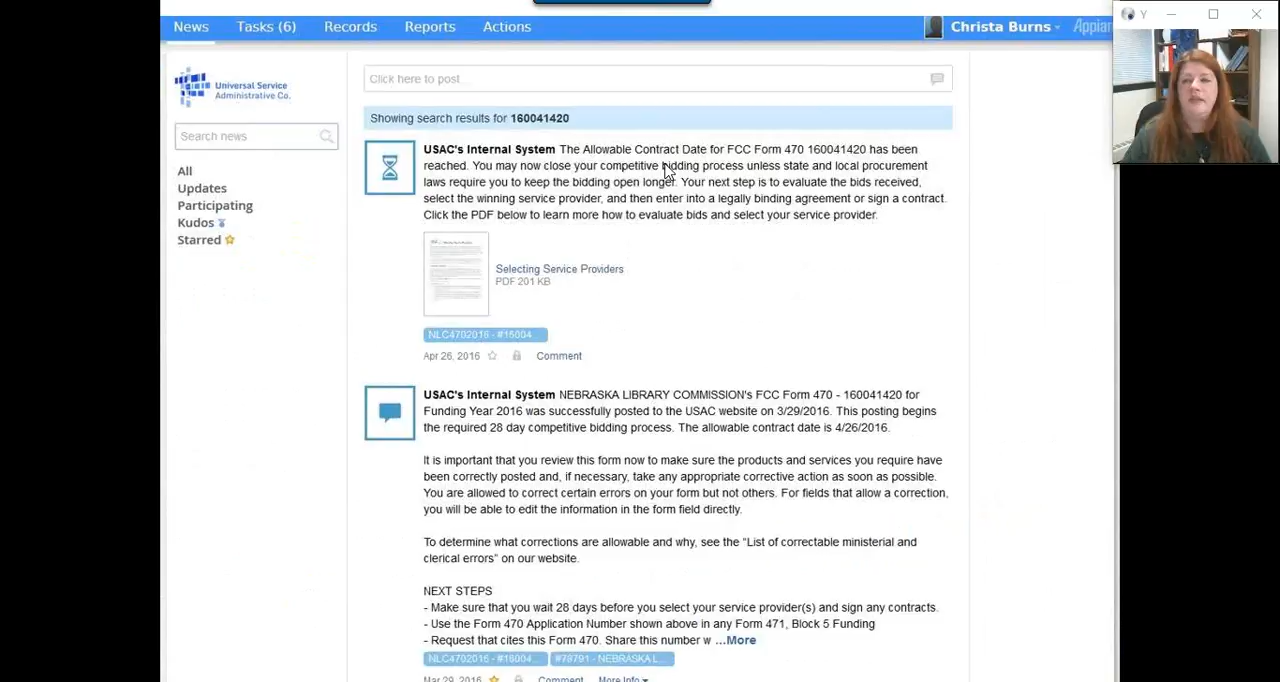 News Tasks (6) Records Reports Actions Christa Burns Appian
Y
Universal Service
Administrative Co.
Click here to post
Search news
Showing search results for 160041420
All
Updates
Participating
Kudos
Starred
USAC's Internal System The Allowable Contract Date for FCC Form 470 160041420 has been
reached. You may now close your competitive bidding process unless state and local procurement
laws require you to keep the bidding open longer. Your next step is to evaluate the bids received,
select the winning service provider, and then enter into a legally binding agreement or sign a contract.
Click the PDF below to learn more how to evaluate bids and select your service provider.
Selecting Service Providers
PDF 201 KB
NLC4702016 - #16004
Apr 26, 2016 Comment
USAC's Internal System NEBRASKA LIBRARY COMMISSION's FCC Form 470 - 160041420 for
Funding Year 2016 was successfully posted to the USAC website on 3/29/2016. This posting begins
the required 28 day competitive bidding process. The allowable contract date is 4/26/2016.
It is important that you review this form now to make sure the products and services you require have
been correctly posted and, if necessary, take any appropriate corrective action as soon as possible.
You are allowed to correct certain errors on your form but not others. For fields that allow a correction,
you will be able to edit the information in the form field directly.
To determine what corrections are allowable and why, see the "List of correctable ministerial and
clerical errors" on our website.
NEXT STEPS
- Make sure that you wait 28 days before you select your service provider(s) and sign any contracts.
- Use the Form 470 Application Number shown above in any Form 471, Block 5 Funding
- Request that cites this Form 470. Share this number w ...More
NLC4702016 - #16004... #78791 - NEBRASKA L...
Mar 29, 2016 Comment More Info